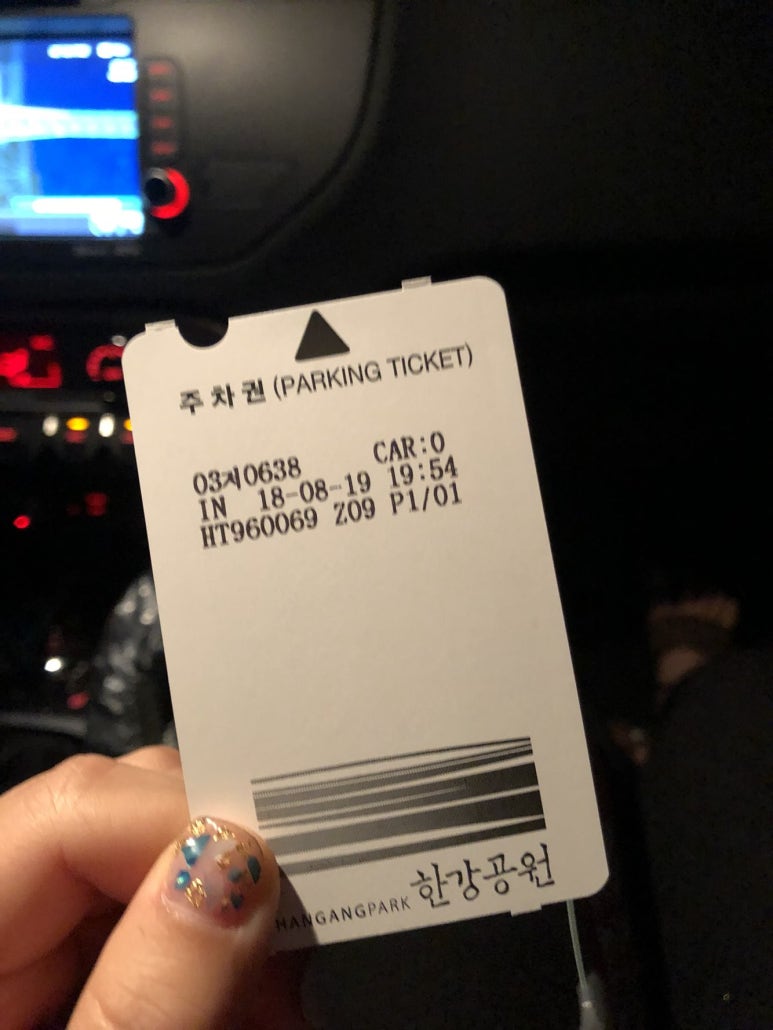 주차권 (PARKING TICKET)
03지0638 CAR:0
IN 18-08-19 19:54
HT960069 Z09 P1/01
HANGANGPARK 한강공원